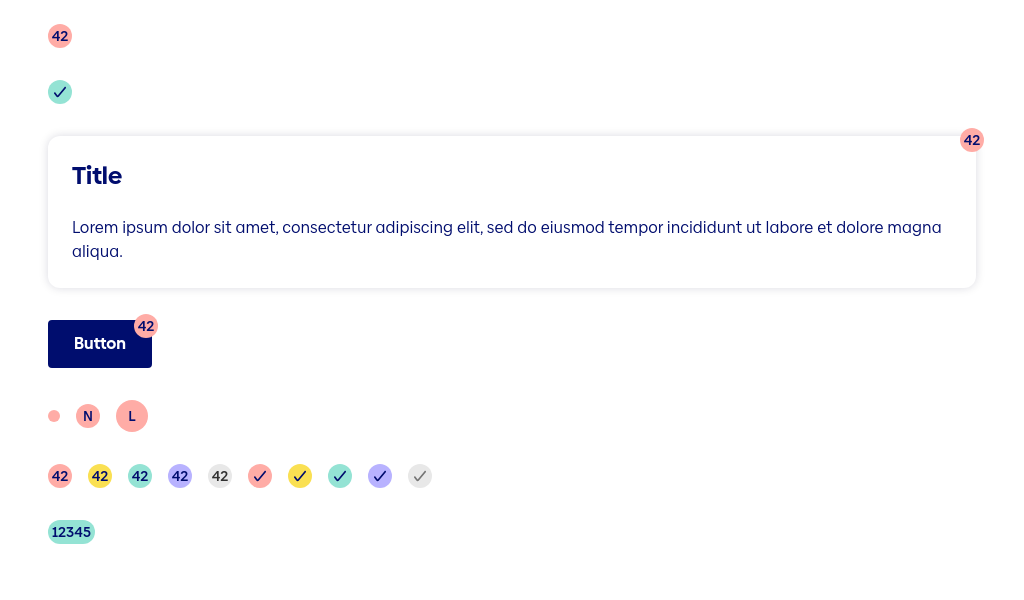 42
42
Title
Lorem ipsum dolor sit amet, consectetur adipiscing elit, sed do eiusmod tempor incididunt ut labore et dolore magna
aliqua.
42
Button
N L
42 42 42 42 42
12345